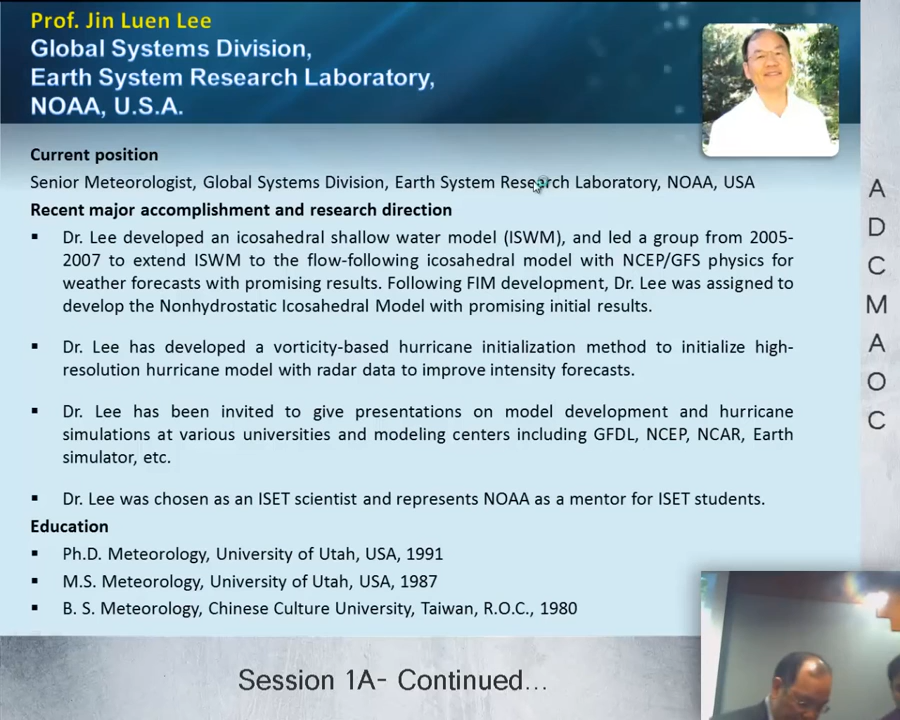 Prof. Jin Luen Lee
Global Systems Division,
Earth System Research Laboratory,
NOAA, U.S.A.
Current position
Senior Meteorologist, Global Systems Division, Earth System Research Laboratory, NOAA, USA
Recent major accomplishment and research direction
▪ Dr. Lee developed an icosahedral shallow water model (ISWM), and led a group from 2005-
2007 to extend ISWM to the flow-following icosahedral model with NCEP/GFS physics for
weather forecasts with promising results. Following FIM development, Dr. Lee was assigned to
develop the Nonhydrostatic Icosahedral Model with promising initial results.
▪ Dr. Lee has developed a vorticity-based hurricane initialization method to initialize high-
resolution hurricane model with radar data to improve intensity forecasts.
▪ Dr. Lee has been invited to give presentations on model development and hurricane
simulations at various universities and modeling centers including GFDL, NCEP, NCAR, Earth
simulator, etc.
▪ Dr. Lee was chosen as an ISET scientist and represents NOAA as a mentor for ISET students.
Education
▪ Ph.D. Meteorology, University of Utah, USA, 1991
▪ M.S. Meteorology, University of Utah, USA, 1987
▪ B. S. Meteorology, Chinese Culture University, Taiwan, R.O.C., 1980
A
D
C
M
A
O
C
Session 1A- Continued...